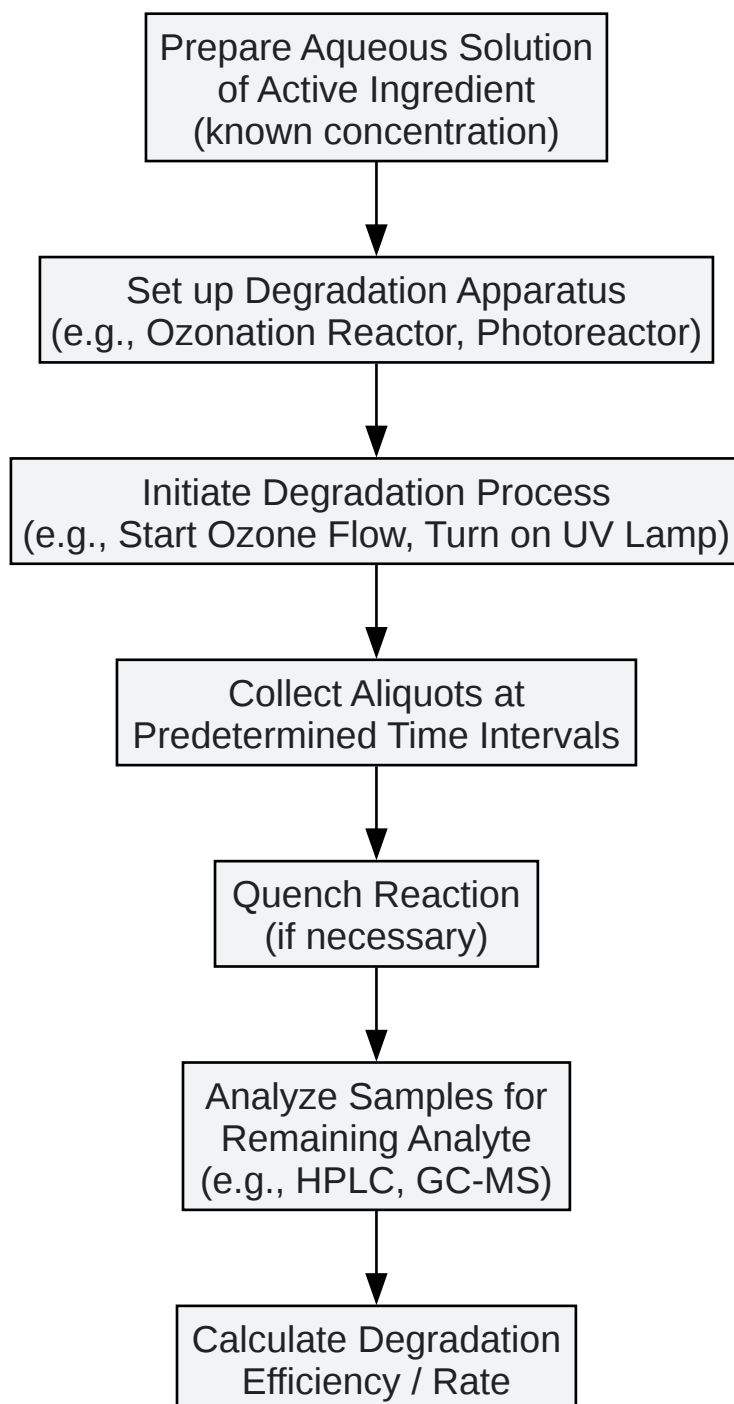 Prepare Aqueous Solution
of Active Ingredient
(known concentration)
Set up Degradation Apparatus
(e.g., Ozonation Reactor, Photoreactor)
Initiate Degradation Process
(e.g., Start Ozone Flow, Turn on UV Lamp)
Collect Aliquots at
Predetermined Time Intervals
Quench Reaction
(if necessary)
Analyze Samples for
Remaining Analyte
(e.g., HPLC, GC-MS)
Calculate Degradation
Efficiency / Rate